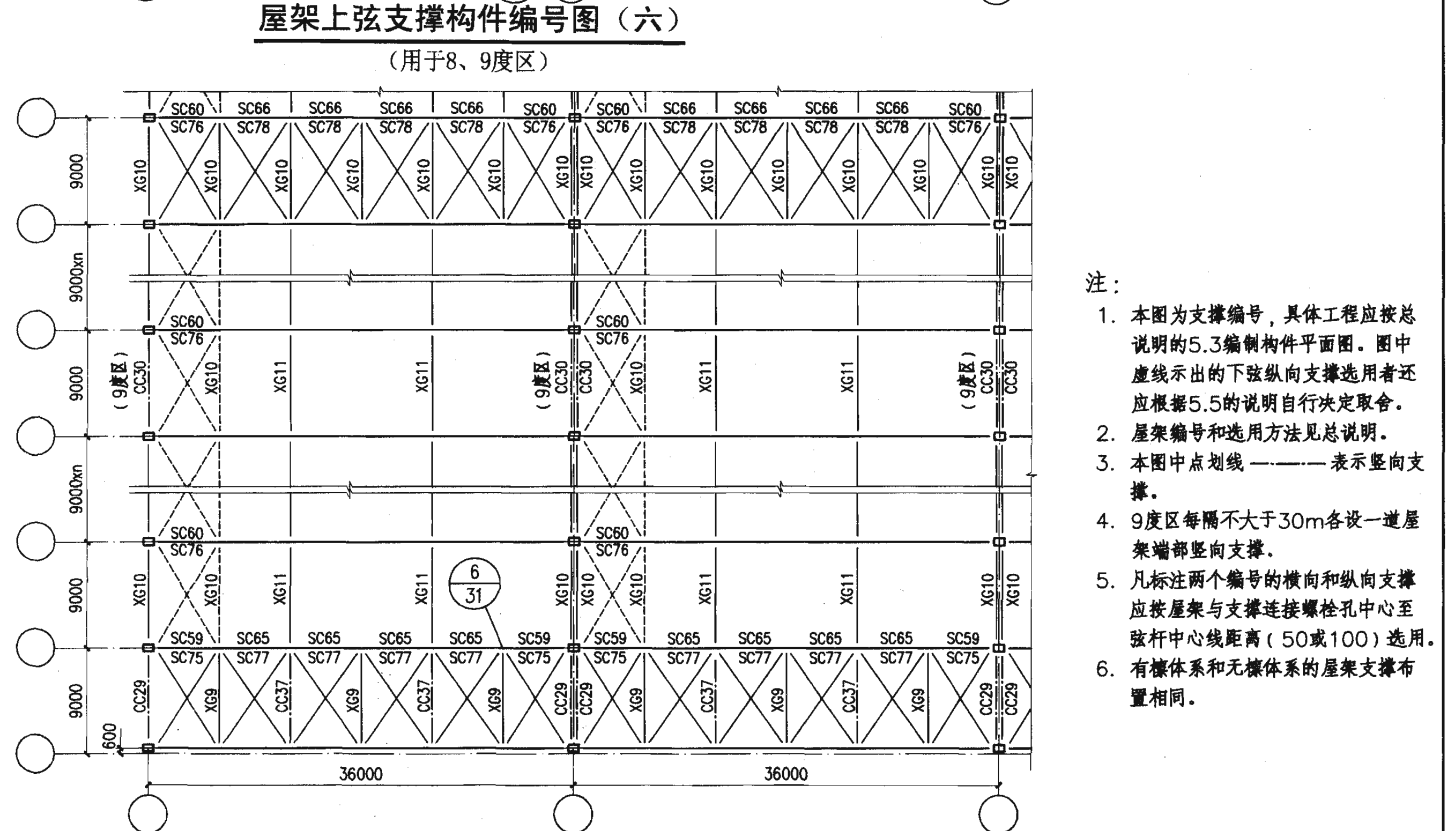 屋架上弦支撑构件编号图（六）
（用于8、9度区）
SC60 SC66 SC66 SC66 SC66 SC60 SC60 SC66 SC66 SC66 SC66 SC60
SC76 SC78 SC78 SC78 SC78 SC76 SC76 SC78 SC78 SC78 SC78 SC76
9000 XG10 XG10 XG10 XG10 XG10 XG10 XG10 XG10 XG10 XG10 XG10 XG10 XG10 XG10 XG10
9000xn
SC60 SC60
SC76 SC76
9000 （9度区） CC30 XG10 XG11 XG11 （9度区） CC30 CC30 XG10 XG11 XG11 （9度区） CC30 CC30
9000xn
SC60 SC60
SC76 SC76
6
31
9000 XG10 XG10 XG11 XG11 XG10 XG10 XG10 XG11 XG11 XG10 XG10
SC59 SC65 SC65 SC65 SC65 SC59 SC59 SC65 SC65 SC65 SC65 SC59
SC75 SC77 SC77 SC77 SC77 SC75 SC75 SC77 SC77 SC77 SC77 SC75
9000 CC29 XG9 CC37 XG9 CC37 XG9 CC29 CC29 XG9 CC37 XG9 CC37 XG9 CC29 CC29
600
36000 36000
注：
1. 本图为支撑编号，具体工程应按总
说明的5.3编制构件平面图。图中
虚线示出的下弦纵向支撑选用者还
应根据5.5的说明自行决定取舍。
2. 屋架编号和选用方法见总说明。
3. 本图中点划线 —·—·— 表示竖向支
撑。
4. 9度区每隔不大于30m各设一道屋
架端部竖向支撑.
5. 凡标注两个编号的横向和纵向支撑
应按屋架与支撑连接螺栓孔中心至
弦杆中心线距离（50或100）选用。
6. 有檩体系和无檩体系的屋架支撑布
置相同。